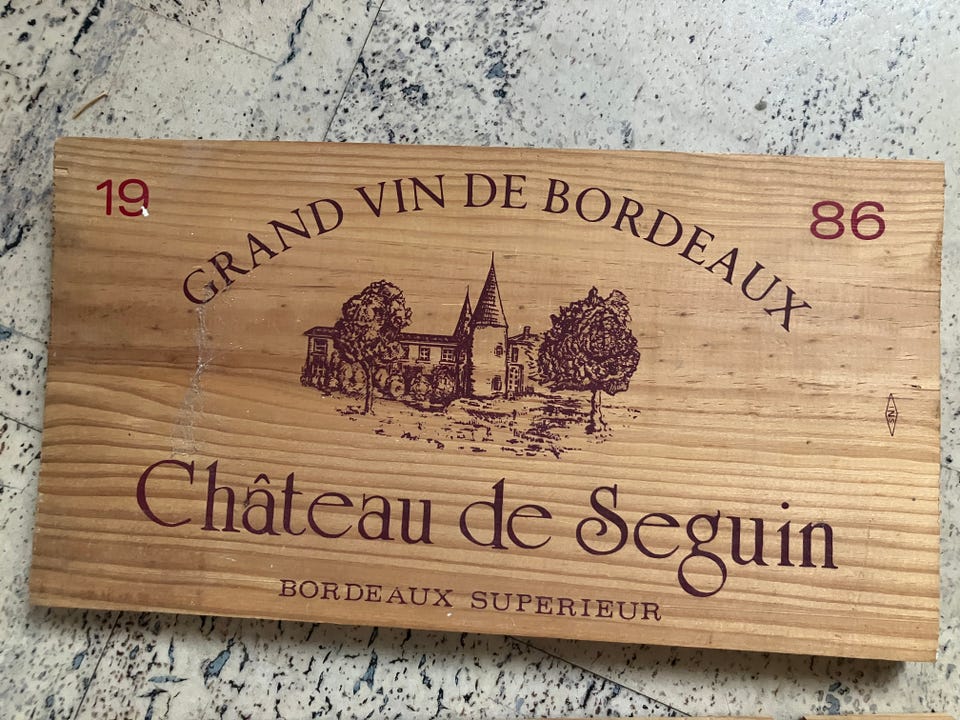 19
86
GRAND VIN DE BORDEAUX
Château de Seguin
BORDEAUX SUPERIEUR